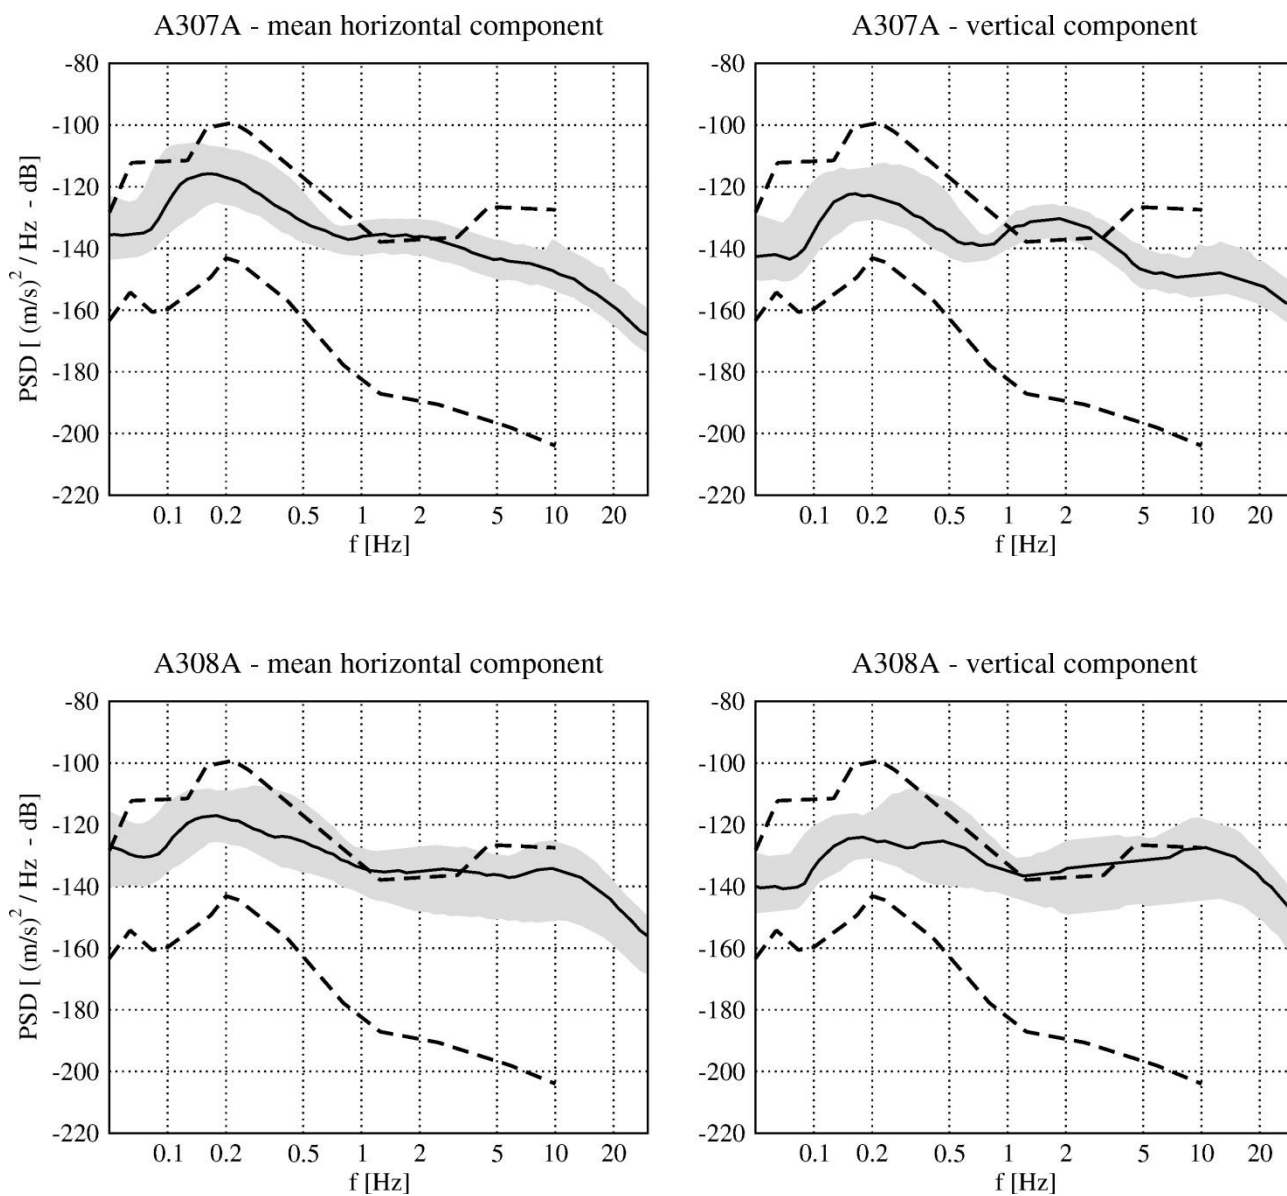 A307A - mean horizontal component
A307A - vertical component
-80
-100
-120
-140
-160
-180
-200
-220
PSD [ (m/s)² / Hz - dB]
0.1 0.2 0.5 1 2 5 10 20
f [Hz]
-80
-100
-120
-140
-160
-180
-200
-220
0.1 0.2 0.5 1 2 5 10 20
f [Hz]
A308A - mean horizontal component
A308A - vertical component
-80
-100
-120
-140
-160
-180
-200
-220
PSD [ (m/s)² / Hz - dB]
0.1 0.2 0.5 1 2 5 10 20
f [Hz]
-80
-100
-120
-140
-160
-180
-200
-220
0.1 0.2 0.5 1 2 5 10 20
f [Hz]